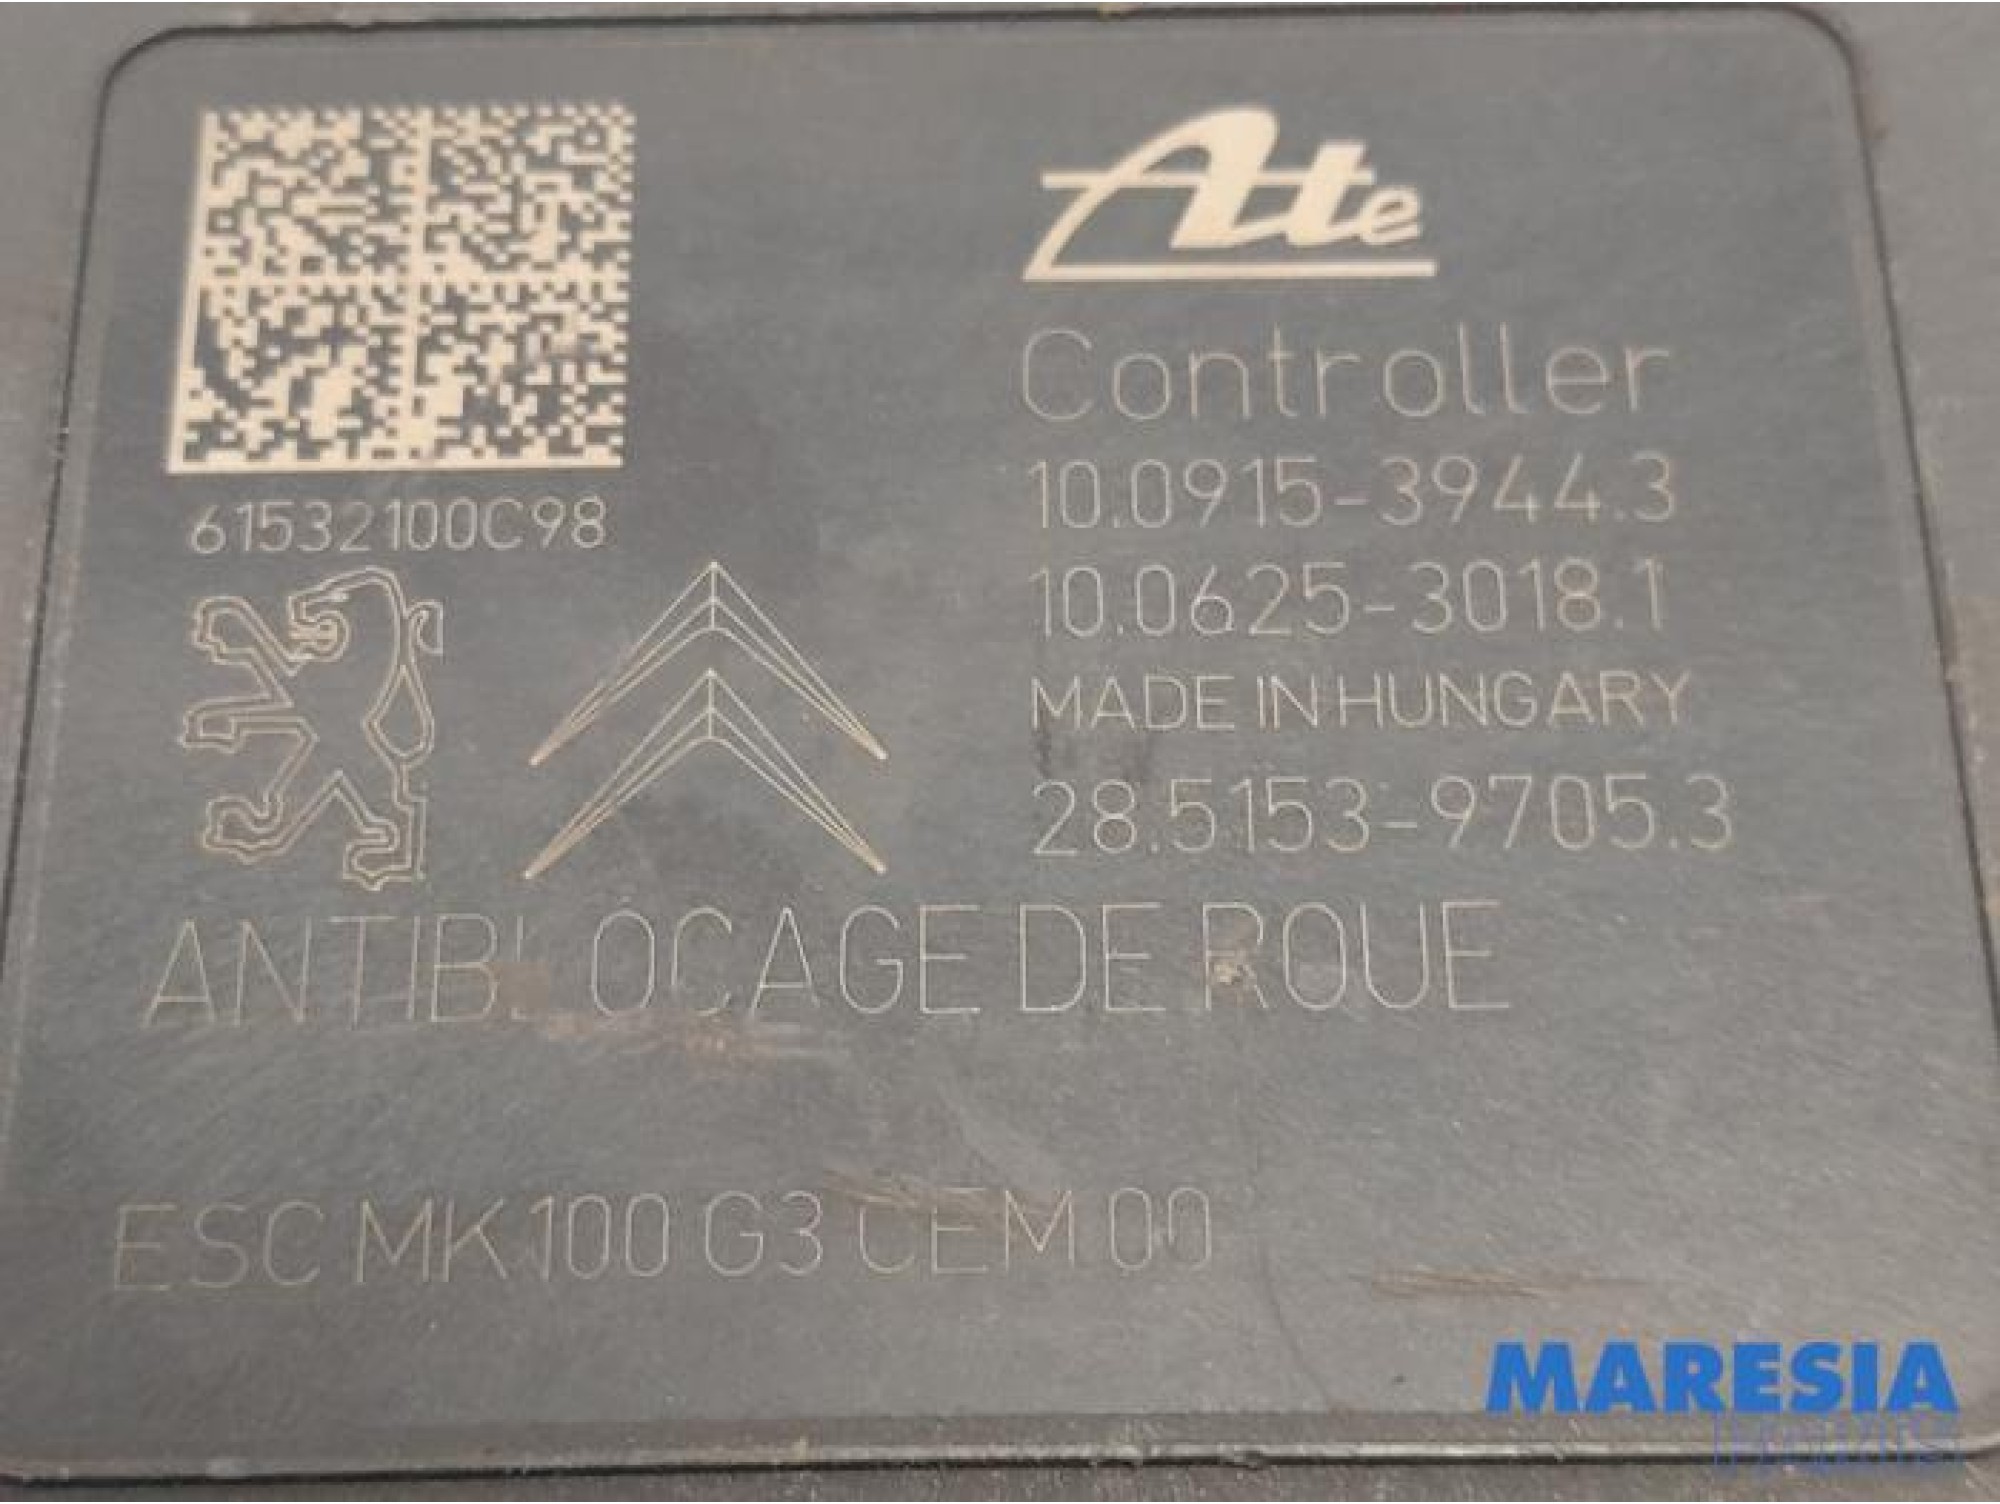 Ate
61532100C98
Controller
10.0915-3944.3
10.0625-3018.1
MADE IN HUNGARY
28.5153-9705.3
ANTIBLOCAGE DE ROUE
ESC MK100 G3 CEM 00
MARESIA
PARTS